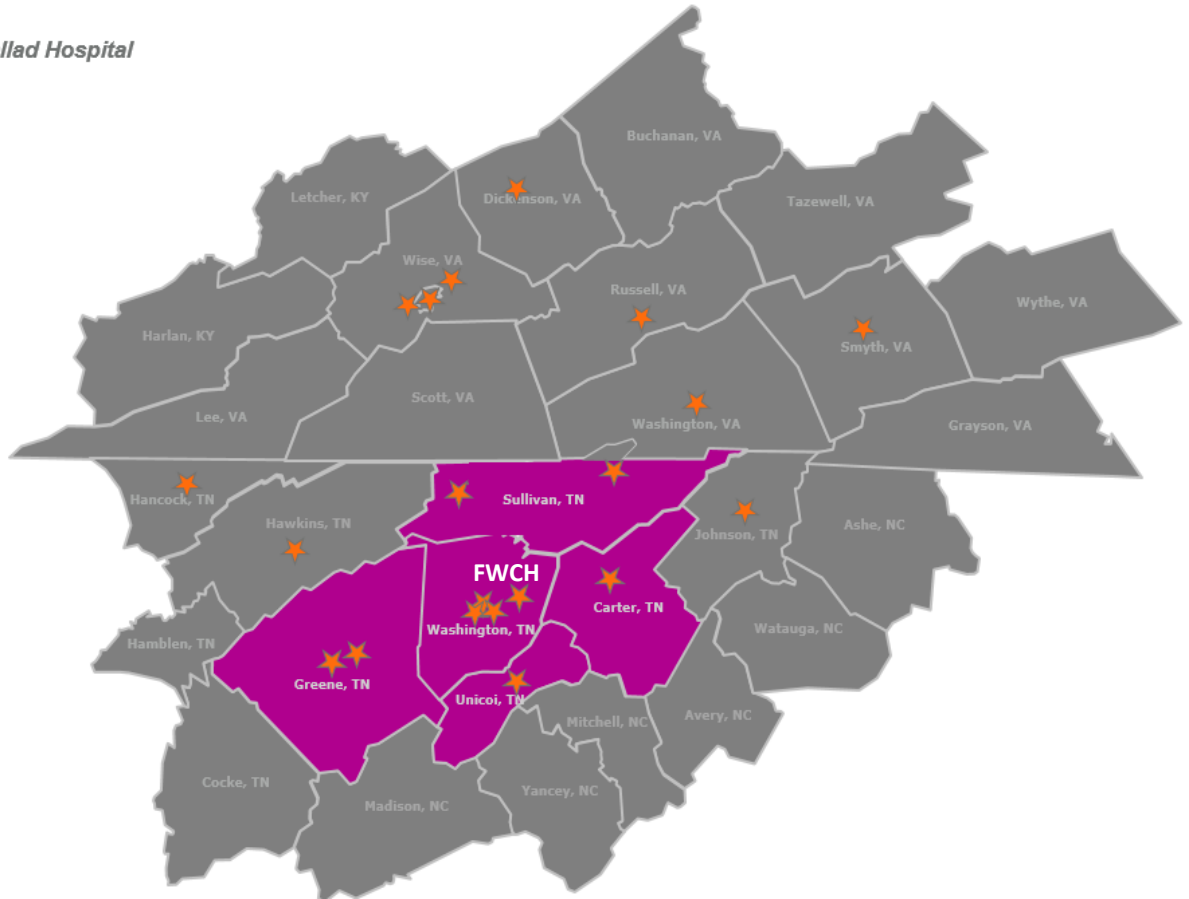 llad Hospital
Buchanan, VA
Letcher, KY
Dickenson, VA
Tazewell, VA
Wise, VA
Russell, VA
Wythe, VA
Harlan, KY
Smyth, VA
Scott, VA
Lee, VA
Washington, VA
Grayson, VA
Hancock, TN
Sullivan, TN
Hawkins, TN
Johnson, TN
Ashe, NC
FWCH
Carter, TN
Washington, TN
Watauga, NC
Hamblen, TN
Greene, TN
Unicoi, TN
Avery, NC
Mitchell, NC
Cocke, TN
Yancey, NC
Madison, NC